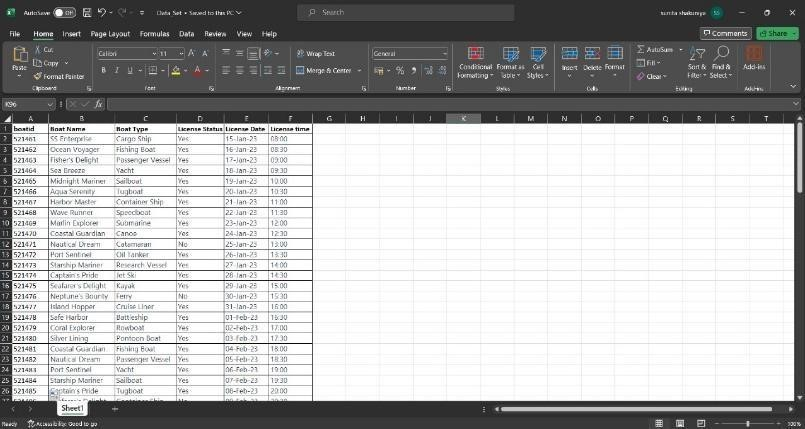 AutoSave Off Data_Set • Saved to this PC Search sunita shakunya SS
File Home Insert Page Layout Formulas Data Review View Help Comments Share
Cut Calibri 11 A A Wrap Text General AutoSum
Paste Copy Fill
Format Painter B I U A Merge & Center % Conditional Formatting Format as Table Cell Styles Insert Delete Format Clear Sort & Filter Find & Select Add-ins
Clipboard Font Alignment Number Styles Cells Editing Add-ins
K96 fx
A B C D E F G H I J K L M N O P Q R S T
1 boatid Boat Name Boat Type License Status License Date License time
2 521461 SS Enterprise Cargo Ship Yes 15-Jan-23 08:00
3 521462 Ocean Voyager Fishing Boat Yes 16-Jan-23 08:30
4 521463 Fisher's Delight Passenger Vessel Yes 17-Jan-23 09:00
5 521464 Sea Breeze Yacht Yes 18-Jan-23 09:30
6 521465 Midnight Mariner Sailboat Yes 19-Jan-23 10:00
7 521466 Aqua Serenity Tugboat Yes 20-Jan-23 10:30
8 521467 Harbor Master Container Ship Yes 21-Jan-23 11:00
9 521468 Wave Runner Speedboat Yes 22-Jan-23 11:30
10 521469 Marlin Explorer Submarine Yes 23-Jan-23 12:00
11 521470 Coastal Guardian Canoe Yes 24-Jan-23 12:30
12 521471 Nautical Dream Catamaran No 25-Jan-23 13:00
13 521472 Port Sentinel Oil Tanker Yes 26-Jan-23 13:30
14 521473 Starship Mariner Research Vessel Yes 27-Jan-23 14:00
15 521474 Captain's Pride Jet Ski Yes 28-Jan-23 14:30
16 521475 Seafarer's Delight Kayak Yes 29-Jan-23 15:00
17 521476 Neptune's Bounty Ferry No 30-Jan-23 15:30
18 521477 Island Hopper Cruise Liner Yes 31-Jan-23 16:00
19 521478 Safe Harbor Battleship Yes 01-Feb-23 16:30
20 521479 Coral Explorer Rowboat Yes 02-Feb-23 17:00
21 521480 Silver Lining Pontoon Boat Yes 03-Feb-23 17:30
22 521481 Coastal Guardian Fishing Boat Yes 04-Feb-23 18:00
23 521482 Nautical Dream Passenger Vessel Yes 05-Feb-23 18:30
24 521483 Port Sentinel Yacht Yes 06-Feb-23 19:00
25 521484 Starship Mariner Sailboat Yes 07-Feb-23 19:30
26 521485 Captain's Pride Tugboat Yes 08-Feb-23 20:00
Sheet1
Ready Accessibility: Good to go 100%